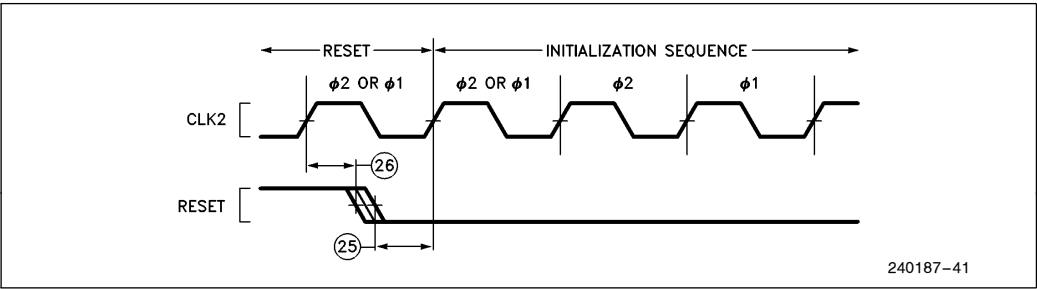 RESET
INITIALIZATION SEQUENCE
φ2 OR φ1
φ2 OR φ1
φ2
φ1
CLK2
26
RESET
25
240187–41